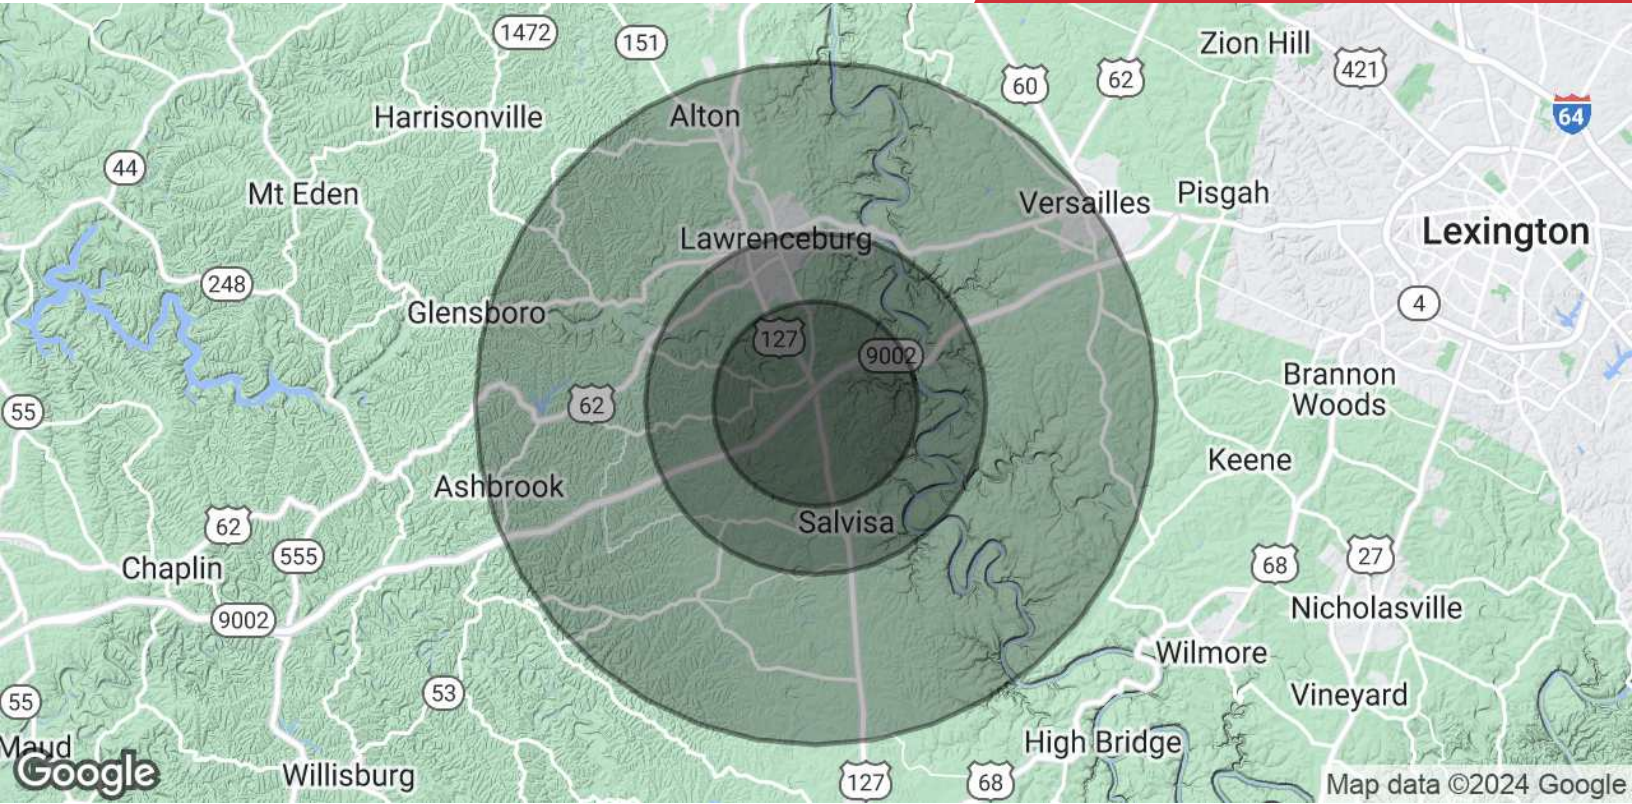 1472
151
Zion Hill
421
60
62
64
Harrisonville
Alton
44
Mt Eden
Versailles
Pisgah
Lawrenceburg
Lexington
248
Glensboro
4
127
9002
Brannon
Woods
55
62
Keene
Ashbrook
Salvisa
62
555
68
27
Chaplin
9002
Nicholasville
Wilmore
53
55
Vineyard
Maud
High Bridge
Google
Willisburg
127
68
Map data ©2024 Google